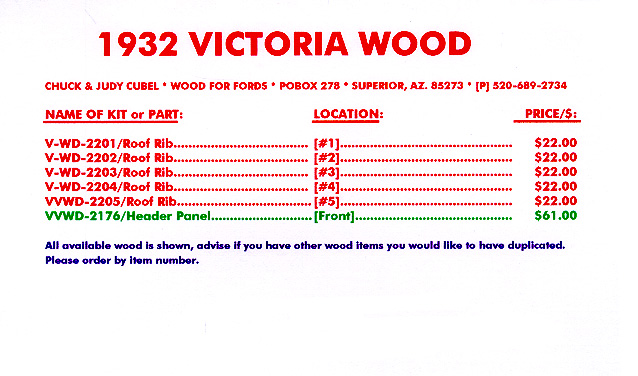 1932 VICTORIA WOOD
CHUCK & JUDY CUBEL * WOOD FOR FORDS * POBOX 278 * SUPERIOR, AZ. 85273 * [P] 520-689-2734
NAME OF KIT or PART: LOCATION: PRICE/$:
V-WD-2201/Roof Rib.................................... [#1].............................................. $22.00
V-WD-2202/Roof Rib.................................... [#2].............................................. $22.00
V-WD-2203/Roof Rib.................................... [#3].............................................. $22.00
V-WD-2204/Roof Rib.................................... [#4].............................................. $22.00
VVWD-2205/Roof Rib.................................... [#5].............................................. $22.00
VVWD-2176/Header Panel........................... [Front].......................................... $61.00
All available wood is shown, advise if you have other wood items you would like to have duplicated.
Please order by item number.